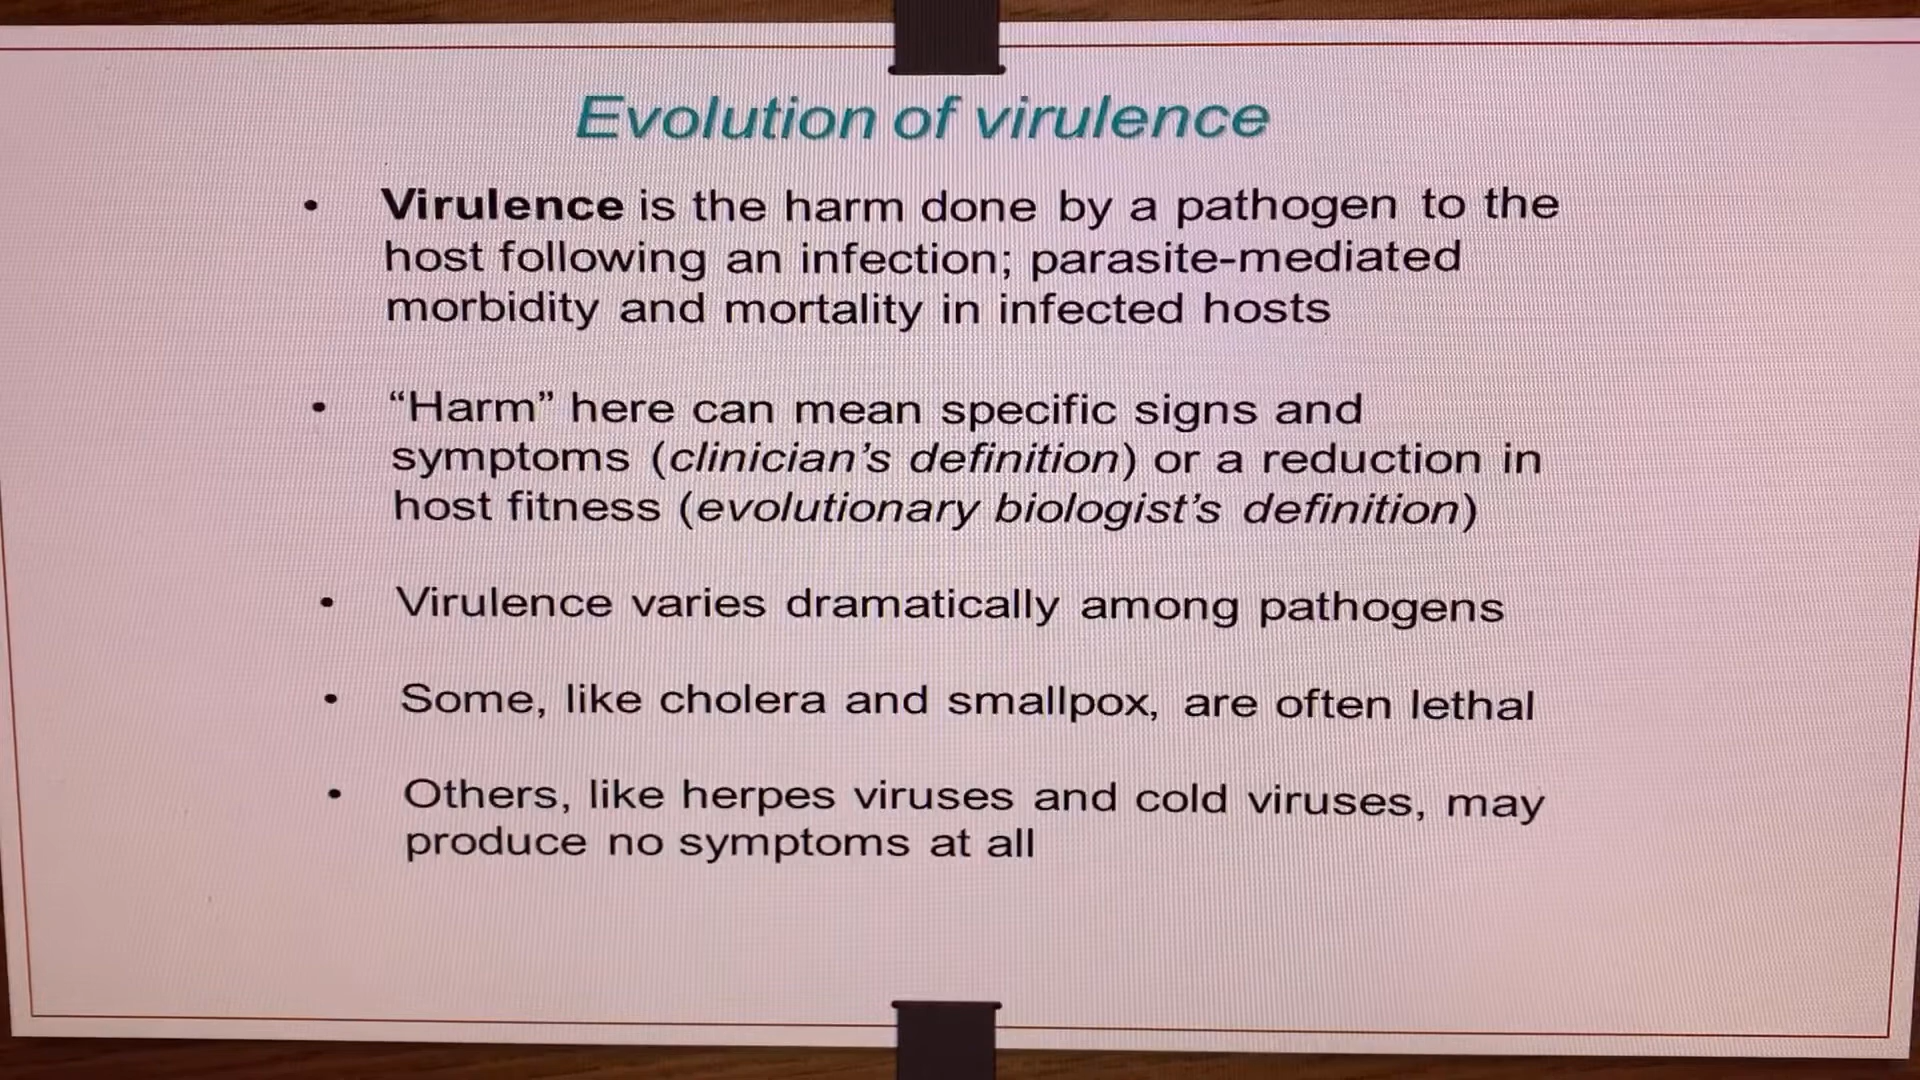 Evolution of virulence
• Virulence is the harm done by a pathogen to the
host following an infection; parasite-mediated
morbidity and mortality in infected hosts
• “Harm” here can mean specific signs and
symptoms (clinician’s definition) or a reduction in
host fitness (evolutionary biologist’s definition)
• Virulence varies dramatically among pathogens
• Some, like cholera and smallpox, are often lethal
• Others, like herpes viruses and cold viruses, may
produce no symptoms at all